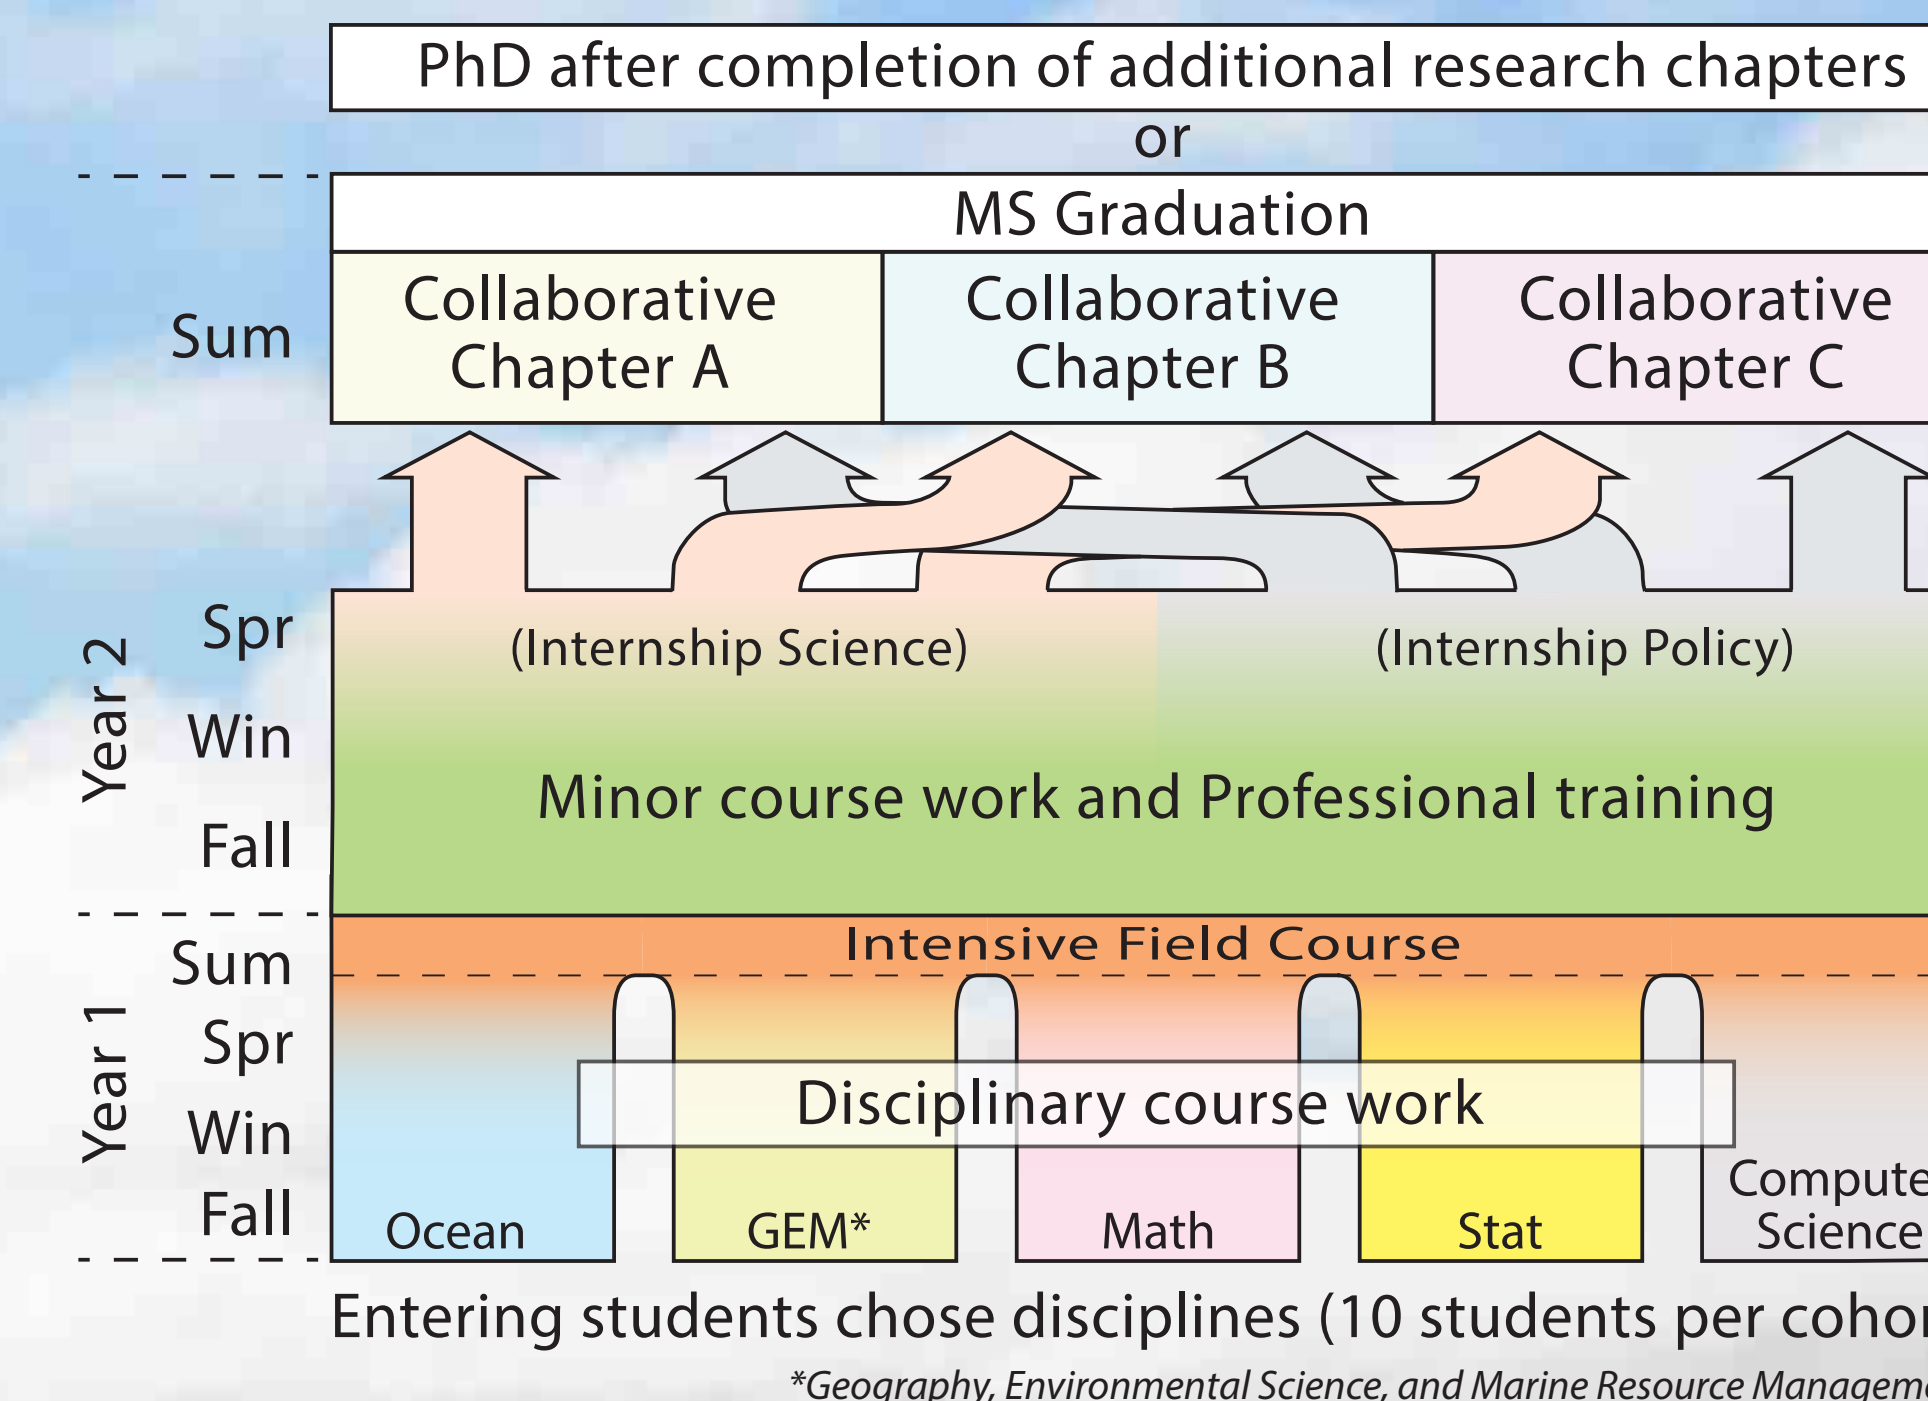 PhD after completion of additional research chapters
or
MS Graduation
Collaborative
Chapter A
Collaborative
Chapter B
Collaborative
Chapter C
Sum
Spr
(Internship Science)
(Internship Policy)
Year 2
Win
Minor course work and Professional training
Fall
Intensive Field Course
Sum
Spr
Year 1
Disciplinary course work
Win
Fall
Ocean
GEM*
Math
Stat
Science
Entering students chose disciplines (10 students per
*Geography, Environmental Science, and Marine Resource